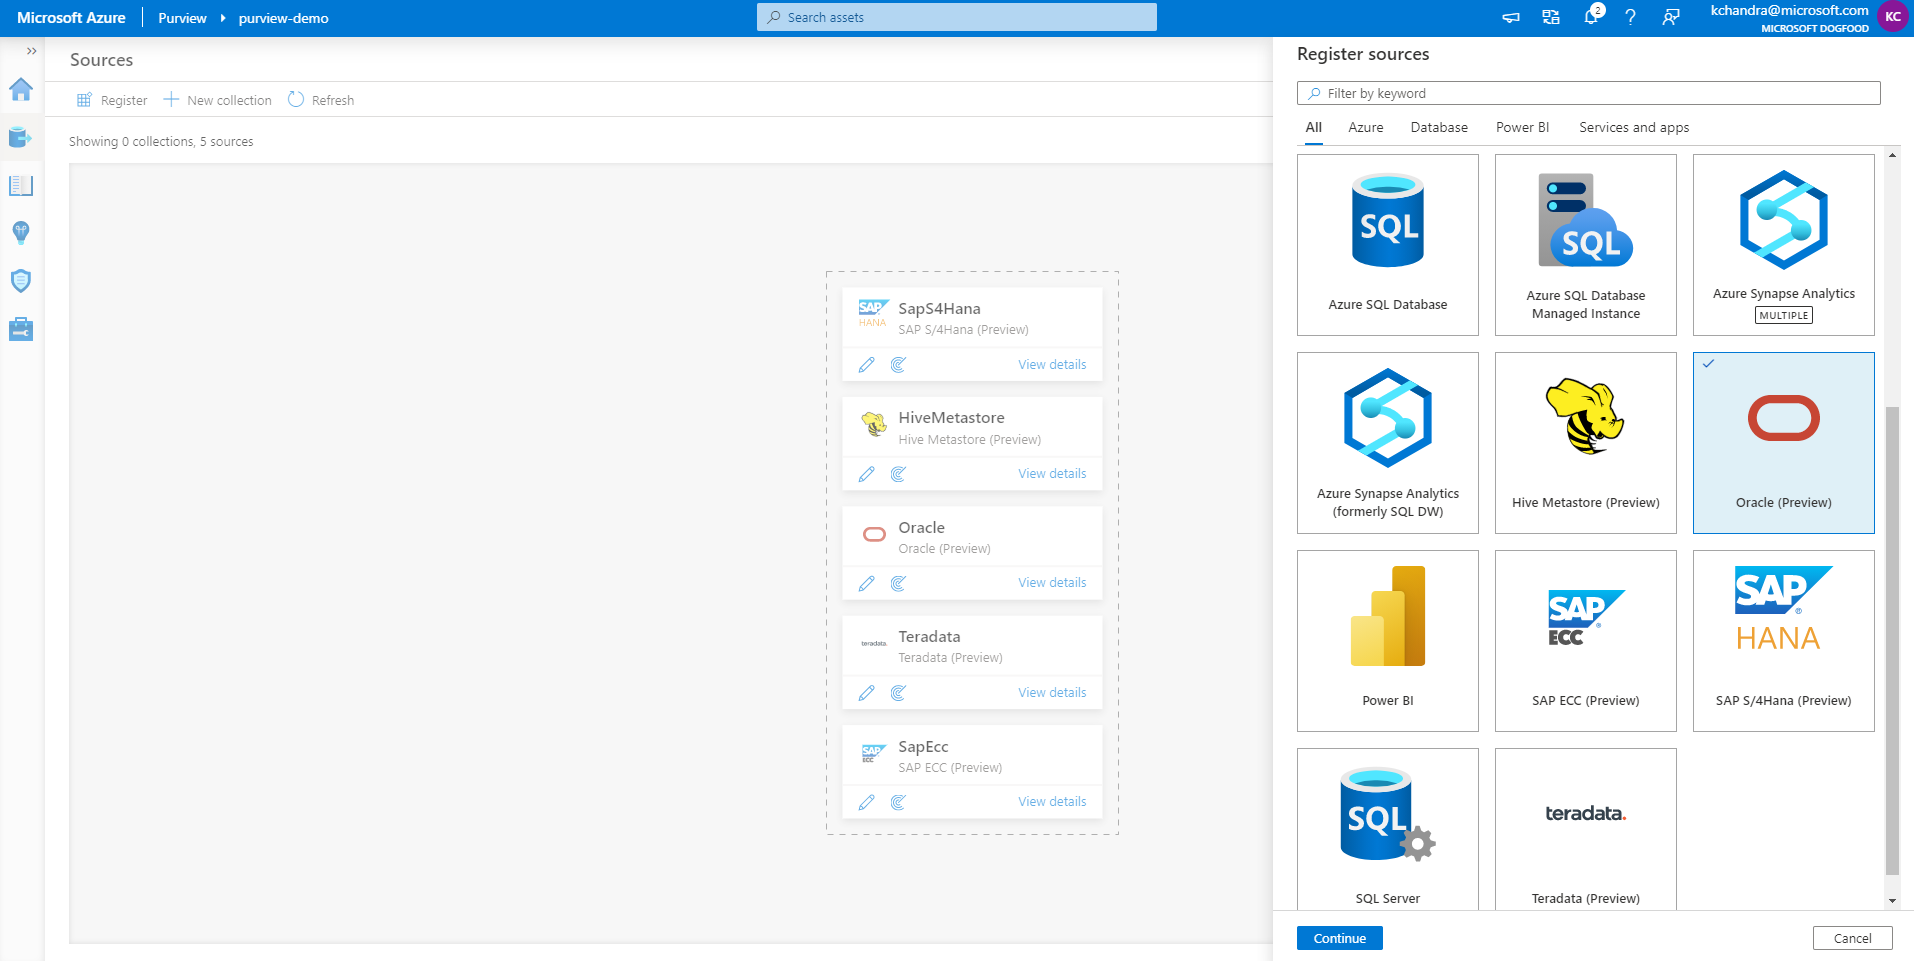 Microsoft Azure
Purview
purview-demo
Search assets
2
kchandra@microsoft.com
MICROSOFT DOGFOOD
KC
Sources
Register
New collection
Refresh
Showing 0 collections, 5 sources
SAP
HANA
SapS4Hana
SAP S/4Hana (Preview)
View details
HiveMetastore
Hive Metastore (Preview)
View details
Oracle
Oracle (Preview)
View details
teradata.
Teradata
Teradata (Preview)
View details
SAP
ECC
SapEcc
SAP ECC (Preview)
View details
Register sources
Filter by keyword
All
Azure
Database
Power BI
Services and apps
SQL
Azure SQL Database
SQL
Azure SQL Database
Managed Instance
Azure Synapse Analytics
MULTIPLE
Azure Synapse Analytics
(formerly SQL DW)
Hive Metastore (Preview)
Oracle (Preview)
Power BI
SAP®
ECC
SAP ECC (Preview)
SAP®
HANA
SAP S/4Hana (Preview)
SQL
SQL Server
teradata.
Teradata (Preview)
Continue
Cancel